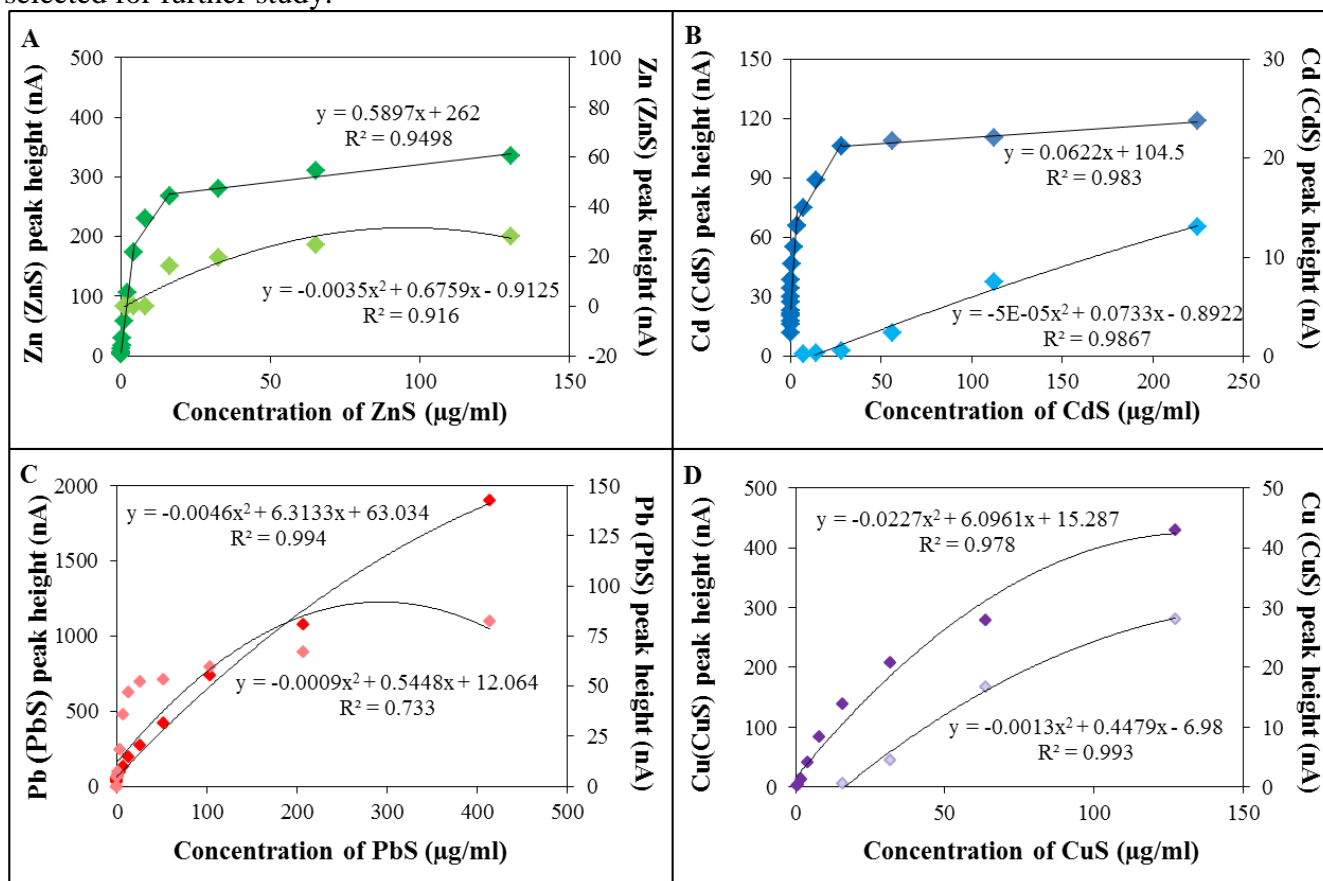 selected for further study.
A
500
400
300
200
100
0
100
80
60
40
20
0
-20
0
50
100
150
Zn (ZnS) peak height (nA)
Zn (ZnS) peak height (nA)
y = 0.5897x + 262
R² = 0.9498
y = -0.0035x² + 0.6759x - 0.9125
R² = 0.916
Concentration of ZnS (µg/ml)
B
150
120
90
60
30
0
30
20
10
0
0
50
100
150
200
250
Cd (CdS) peak height (nA)
Cd (CdS) peak height (nA)
y = 0.0622x + 104.5
R² = 0.983
y = -5E-05x² + 0.0733x - 0.8922
R² = 0.9867
Concentration of CdS (µg/ml)
C
2000
1500
1000
500
0
150
125
100
75
50
25
0
0
100
200
300
400
500
Pb (PbS) peak height (nA)
Pb (PbS) peak height (nA)
y = -0.0046x² + 6.3133x + 63.034
R² = 0.994
y = -0.0009x² + 0.5448x + 12.064
R² = 0.733
Concentration of PbS (µg/ml)
D
500
400
300
200
100
0
50
40
30
20
10
0
0
50
100
150
Cu(CuS) peak height (nA)
Cu (CuS) peak height (nA)
y = -0.0227x² + 6.0961x + 15.287
R² = 0.978
y = -0.0013x² + 0.4479x - 6.98
R² = 0.993
Concentration of CuS (µg/ml)